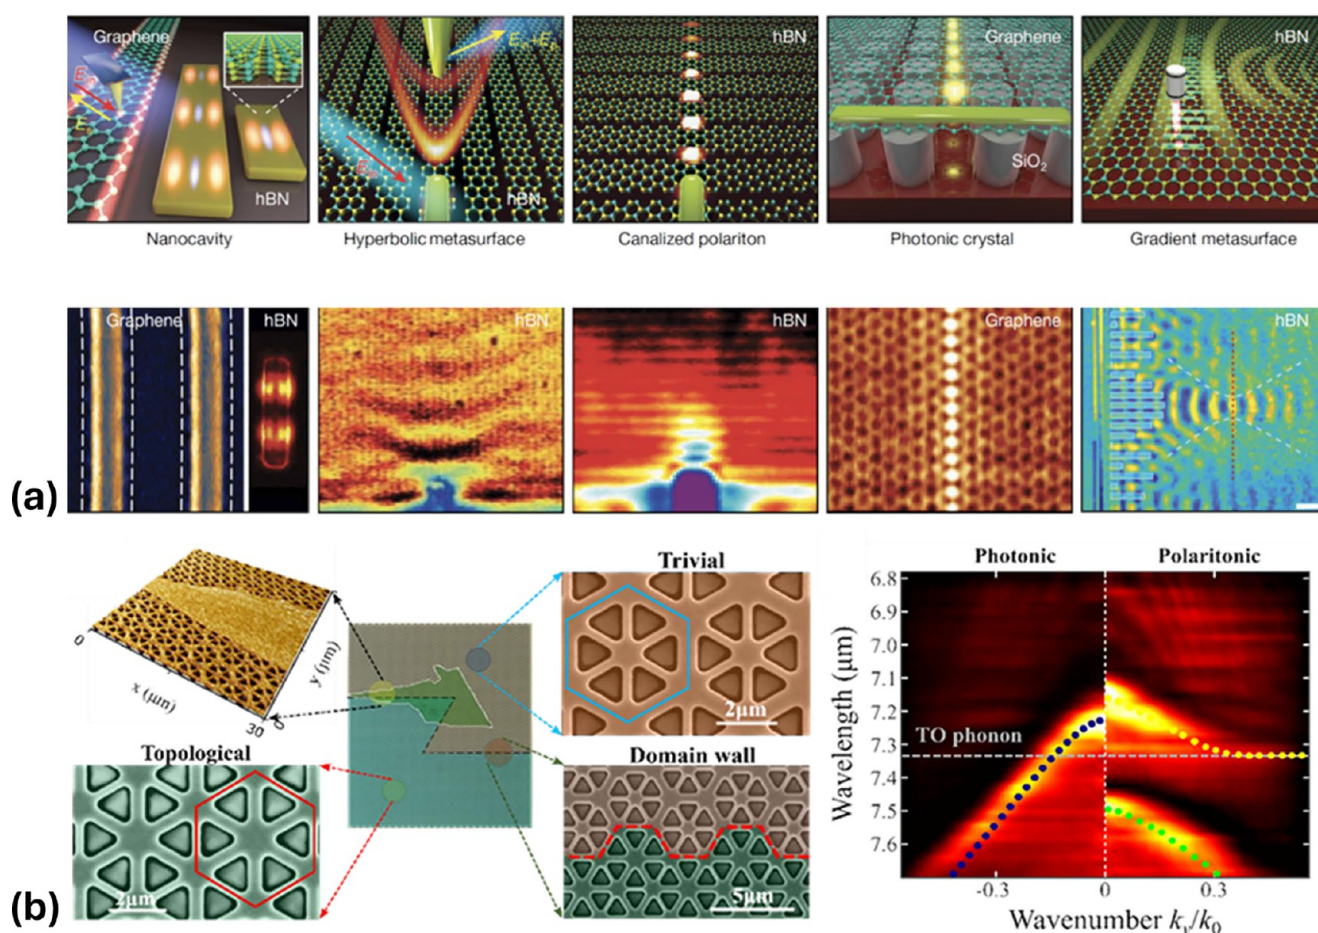 Graphene
E
hBN
Nanocavity
hBN
Hyperbolic metasurface
hBN
Canalized polariton
Graphene
SiO₂
Photonic crystal
hBN
Gradient metasurface
(a)
Graphene
hBN
hBN
hBN
Graphene
hBN
(b)
0
x (μm)
30
0
y (μm)
Topological
2μm
Trivial
2μm
Domain wall
5μm
Photonic
Polaritonic
TO phonon
Wavelength (μm)
6.8
7.0
7.1
7.2
7.3
7.4
7.5
7.6
-0.3
0
0.3
Wavenumber kᵧ/k₀